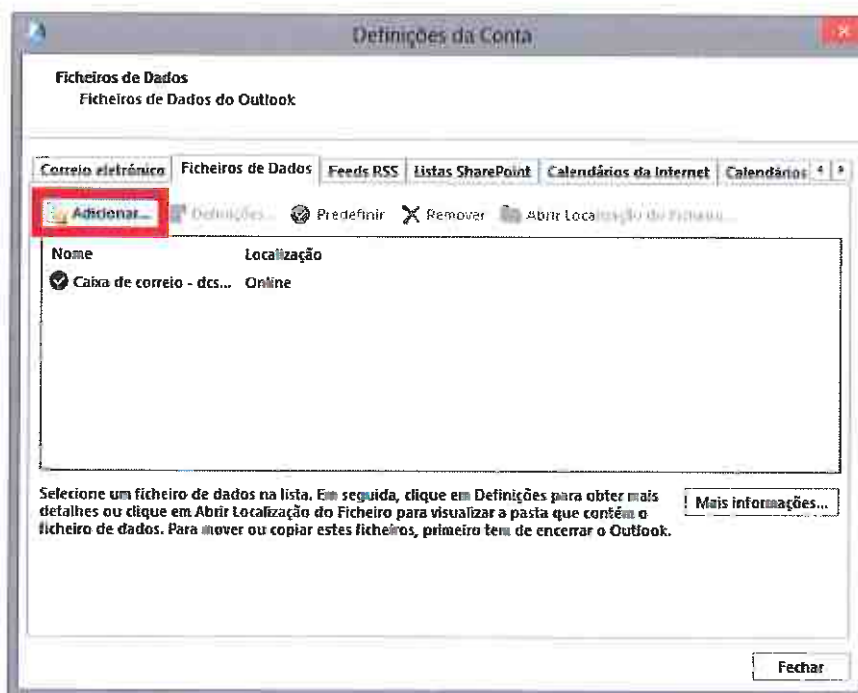 Definições da Conta
Ficheiros de Dados
Ficheiros de Dados do Outlook
Correio eletrónico Ficheiros de Dados Feeds RSS Listas SharePoint Calendários da Internet Calendários
Adicionar... Definições... Predefinir Remover Abrir Localização do Ficheiro...
Nome Localização
Caixa de correio - dcs... Online
Selecione um ficheiro de dados na lista. Em seguida, clique em Definições para obter mais
detalhes ou clique em Abrir Localização do Ficheiro para visualizar a pasta que contém o
ficheiro de dados. Para mover ou copiar estes ficheiros, primeiro tem de encerrar o Outlook.
Mais informações...
Fechar